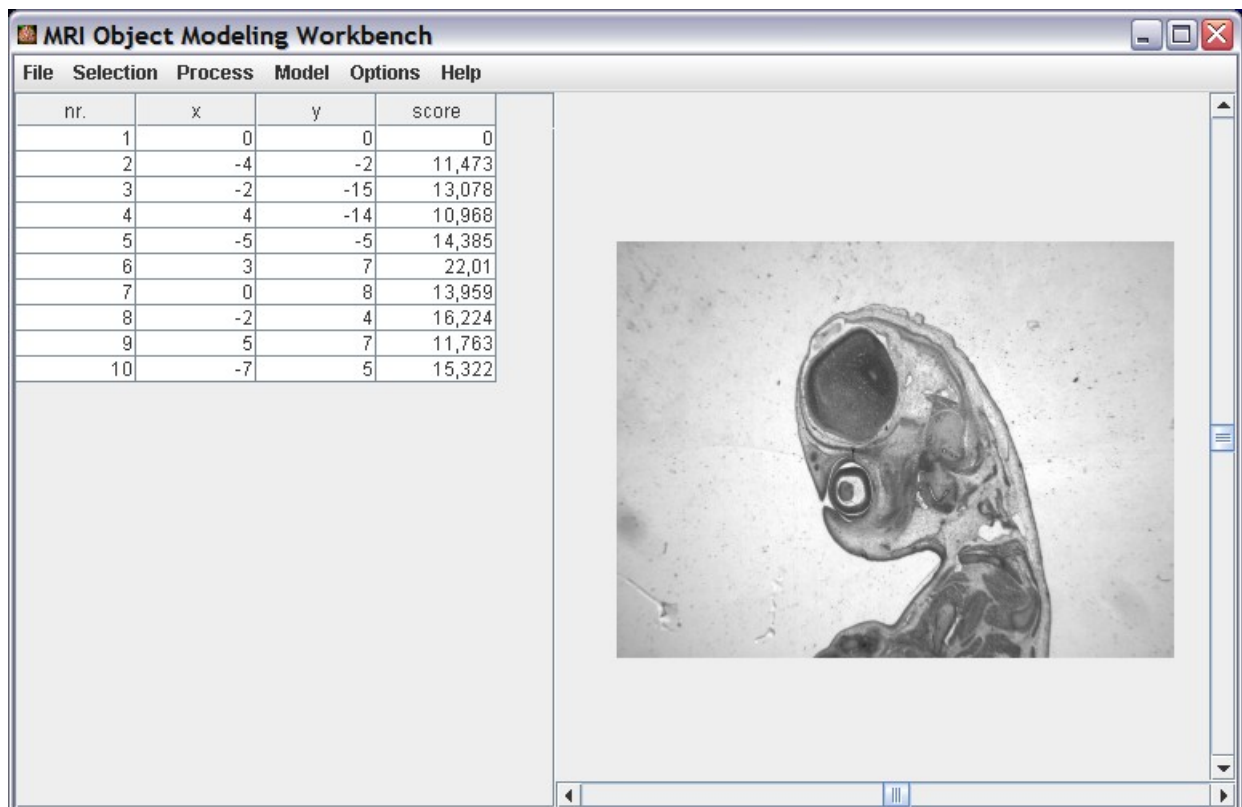 MRI Object Modeling Workbench
File Selection Process Model Options Help
nr. x y score
1 0 0 0
2 -4 -2 11,473
3 -2 -15 13,078
4 4 -14 10,968
5 -5 -5 14,385
6 3 7 22,01
7 0 8 13,959
8 -2 4 16,224
9 5 7 11,763
10 -7 5 15,322